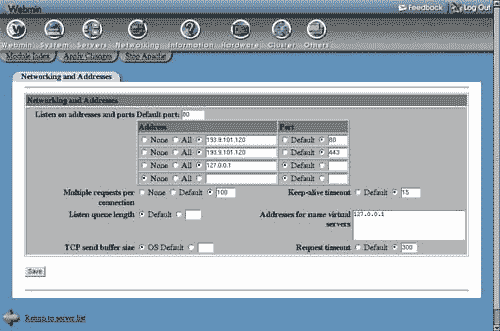 Webmin
Feedback
Log Out
Webmin System Servers Networking Information Hardware Cluster Others
Module Index Apply Changes Stop Apache
Networking and Addresses
Networking and Addresses
Listen on addresses and ports Default port: 80
Address Port
None All 193.9.101.120 Default 80
None All 193.9.101.120 Default 443
None All 127.0.0.1 Default
None All Default
Multiple requests per connection None Default 100 Keep-alive timeout Default 15
Listen queue length Default Addresses for name virtual servers 127.0.0.1
TCP send buffer size OS Default Request timeout Default 300
Save
Return to server list